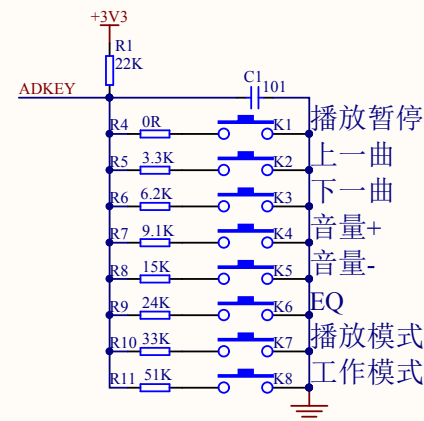 +3V3
R1
22K
ADKEY
C1
101
R4 0R K1 播放暂停
R5 3.3K K2 上一曲
R6 6.2K K3 下一曲
R7 9.1K K4 音量+
R8 15K K5 音量-
R9 24K K6 EQ
R10 33K K7 播放模式
R11 51K K8 工作模式